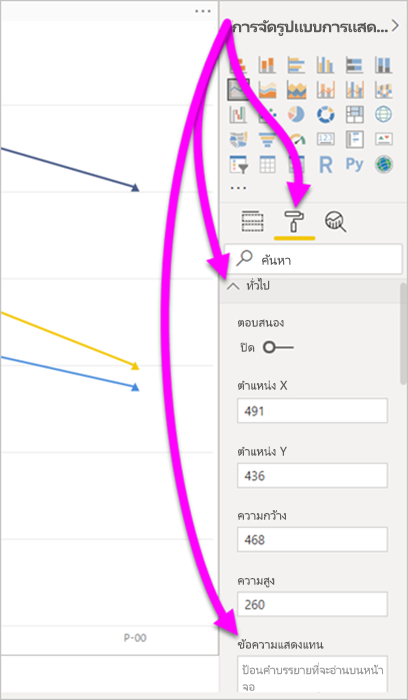 การจัดรูปแบบการแสด...
R
Py
ค้นหา
ทั่วไป
ตอบสนอง
ปิด
ตำแหน่ง X
491
ตำแหน่ง Y
436
ความกว้าง
468
ความสูง
260
P-00
ข้อความแสดงแทน
ป้อนคำบรรยายที่จะอ่านบนหน้า
จอ